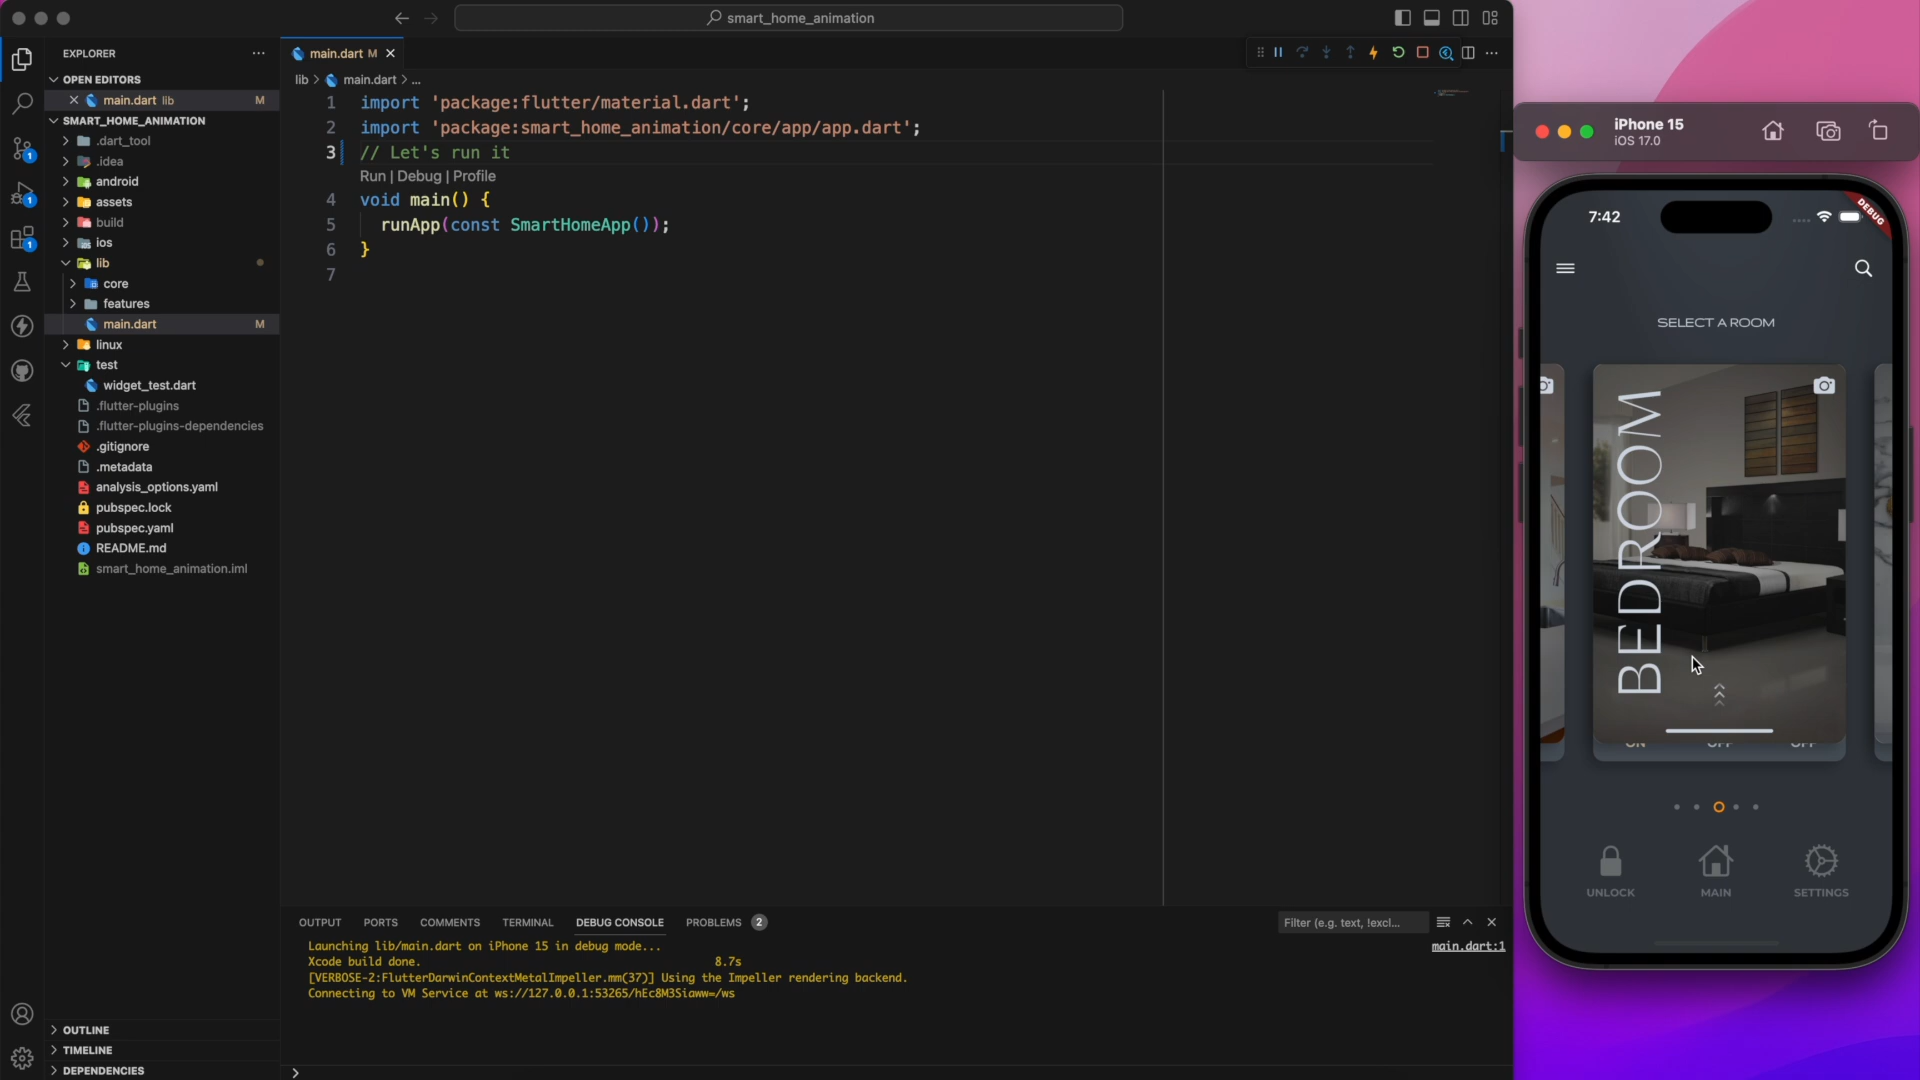 smart_home_animation
EXPLORER
OPEN EDITORS
main.dart lib M
SMART_HOME_ANIMATION
.dart_tool
.idea
android
assets
build
ios
lib
core
features
main.dart M
linux
test
widget_test.dart
.flutter-plugins
.flutter-plugins-dependencies
.gitignore
.metadata
analysis_options.yaml
pubspec.lock
pubspec.yaml
README.md
smart_home_animation.iml
OUTLINE
TIMELINE
DEPENDENCIES
1
1
1
main.dart M
lib > main.dart > ...
1 import 'package:flutter/material.dart';
2 import 'package:smart_home_animation/core/app/app.dart';
3 // Let's run it
Run | Debug | Profile
4 void main() {
5 runApp(const SmartHomeApp());
6 }
7
OUTPUT PORTS COMMENTS TERMINAL DEBUG CONSOLE PROBLEMS 2
Filter (e.g. text, !excl...
Launching lib/main.dart on iPhone 15 in debug mode...
main.dart:1
Xcode build done. 8.7s
[VERBOSE-2:FlutterDarwinContextMetalImpeller.mm(37)] Using the Impeller rendering backend.
Connecting to VM Service at ws://127.0.0.1:53265/hEc8M3Siaww=/ws
iPhone 15
iOS 17.0
7:42
DEBUG
SELECT A ROOM
BEDROOM
ON OFF OFF
UNLOCK MAIN SETTINGS